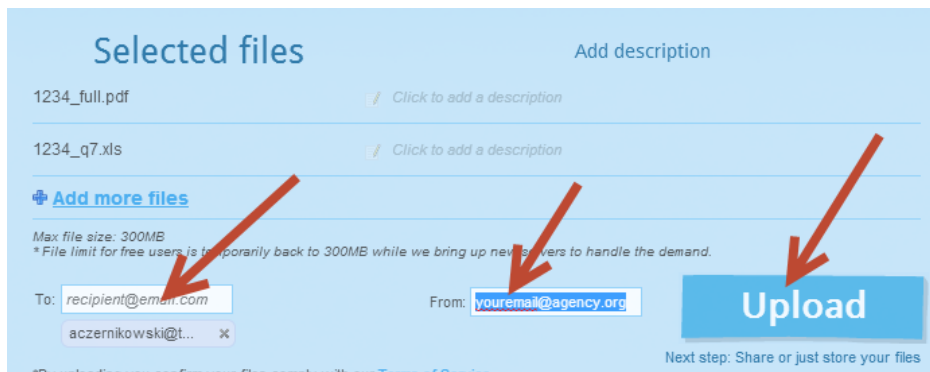 Selected files Add description
1234_full.pdf Click to add a description
1234_q7.xls Click to add a description
Add more files
Max file size: 300MB
* File limit for free users is temporarily back to 300MB while we bring up new servers to handle the demand.
To: recipient@email.com From: youremail@agency.org Upload
aczernikowski@t... ×
Next step: Share or just store your files